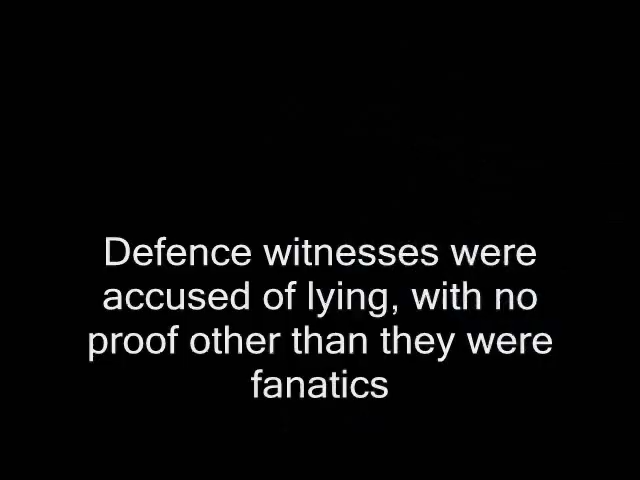 Defence witnesses were
accused of lying, with no
proof other than they were
fanatics